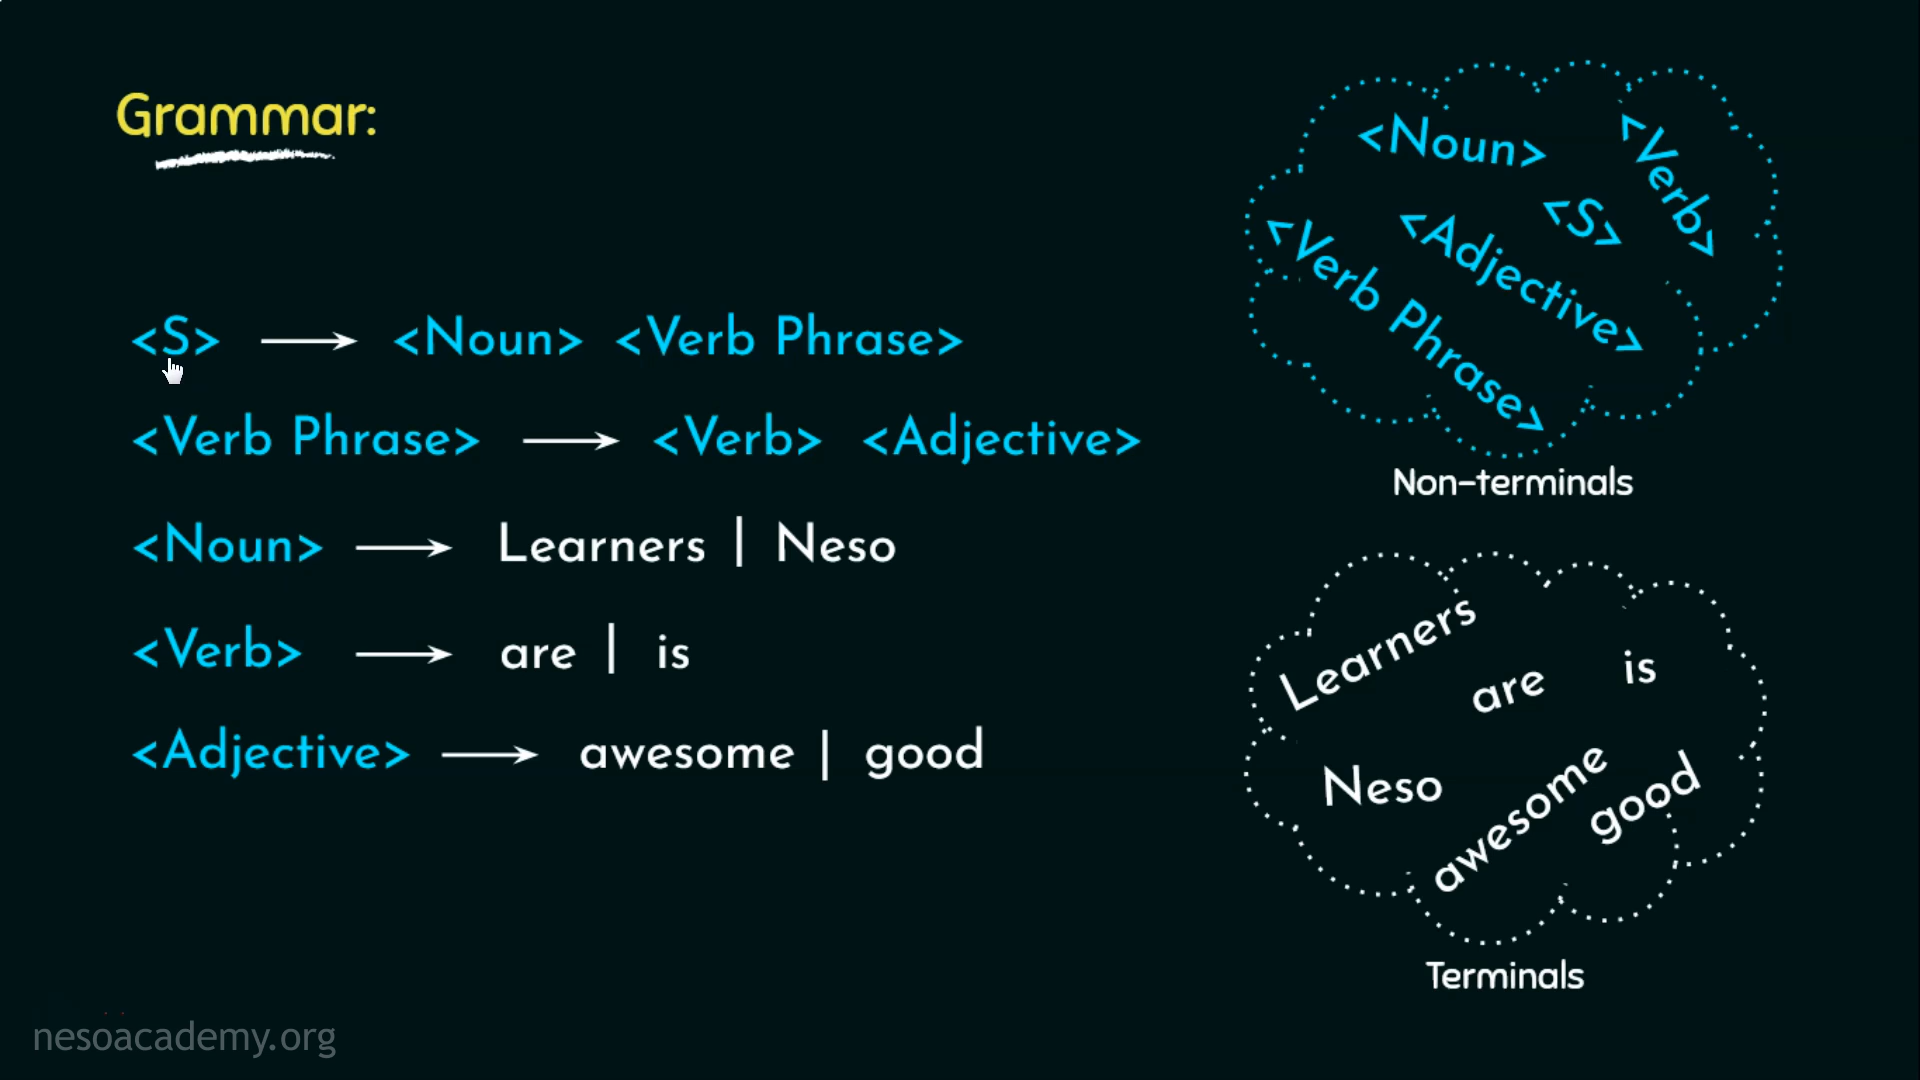 Grammar:
<S> → <Noun> <Verb Phrase>
<Verb Phrase> → <Verb> <Adjective>
<Noun> → Learners | Neso
<Verb> → are | is
<Adjective> → awesome | good
<Noun>
<Verb>
<S>
<Adjective>
<Verb Phrase>
Non-terminals
Learners
are
is
Neso
awesome
good
Terminals
nesoacademy.org